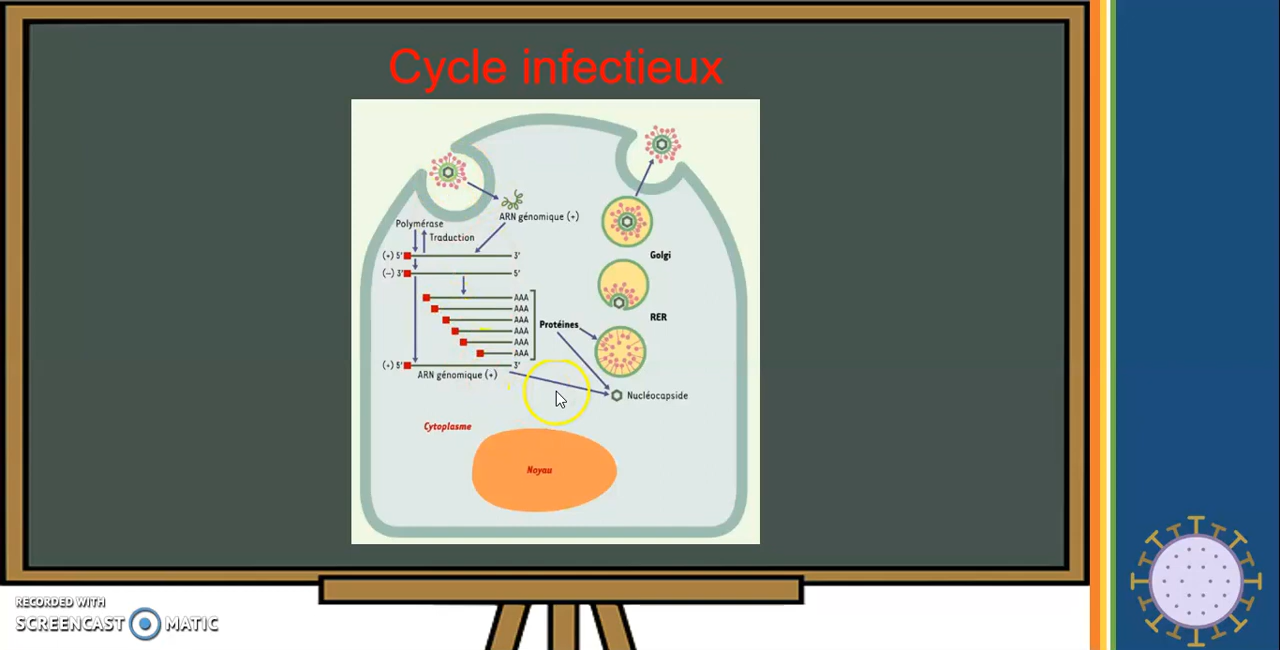 Cycle infectieux
ARN génomique (+)
Polymérase
Traduction
(+) 5' 3'
(−) 3' 5'
AAA
AAA
AAA
AAA
AAA
AAA
Protéines
Golgi
RER
(+) 5' 3'
ARN génomique (+)
Nucléocapside
Cytoplasme
Noyau
RECORDED WITH
SCREENCAST MATIC